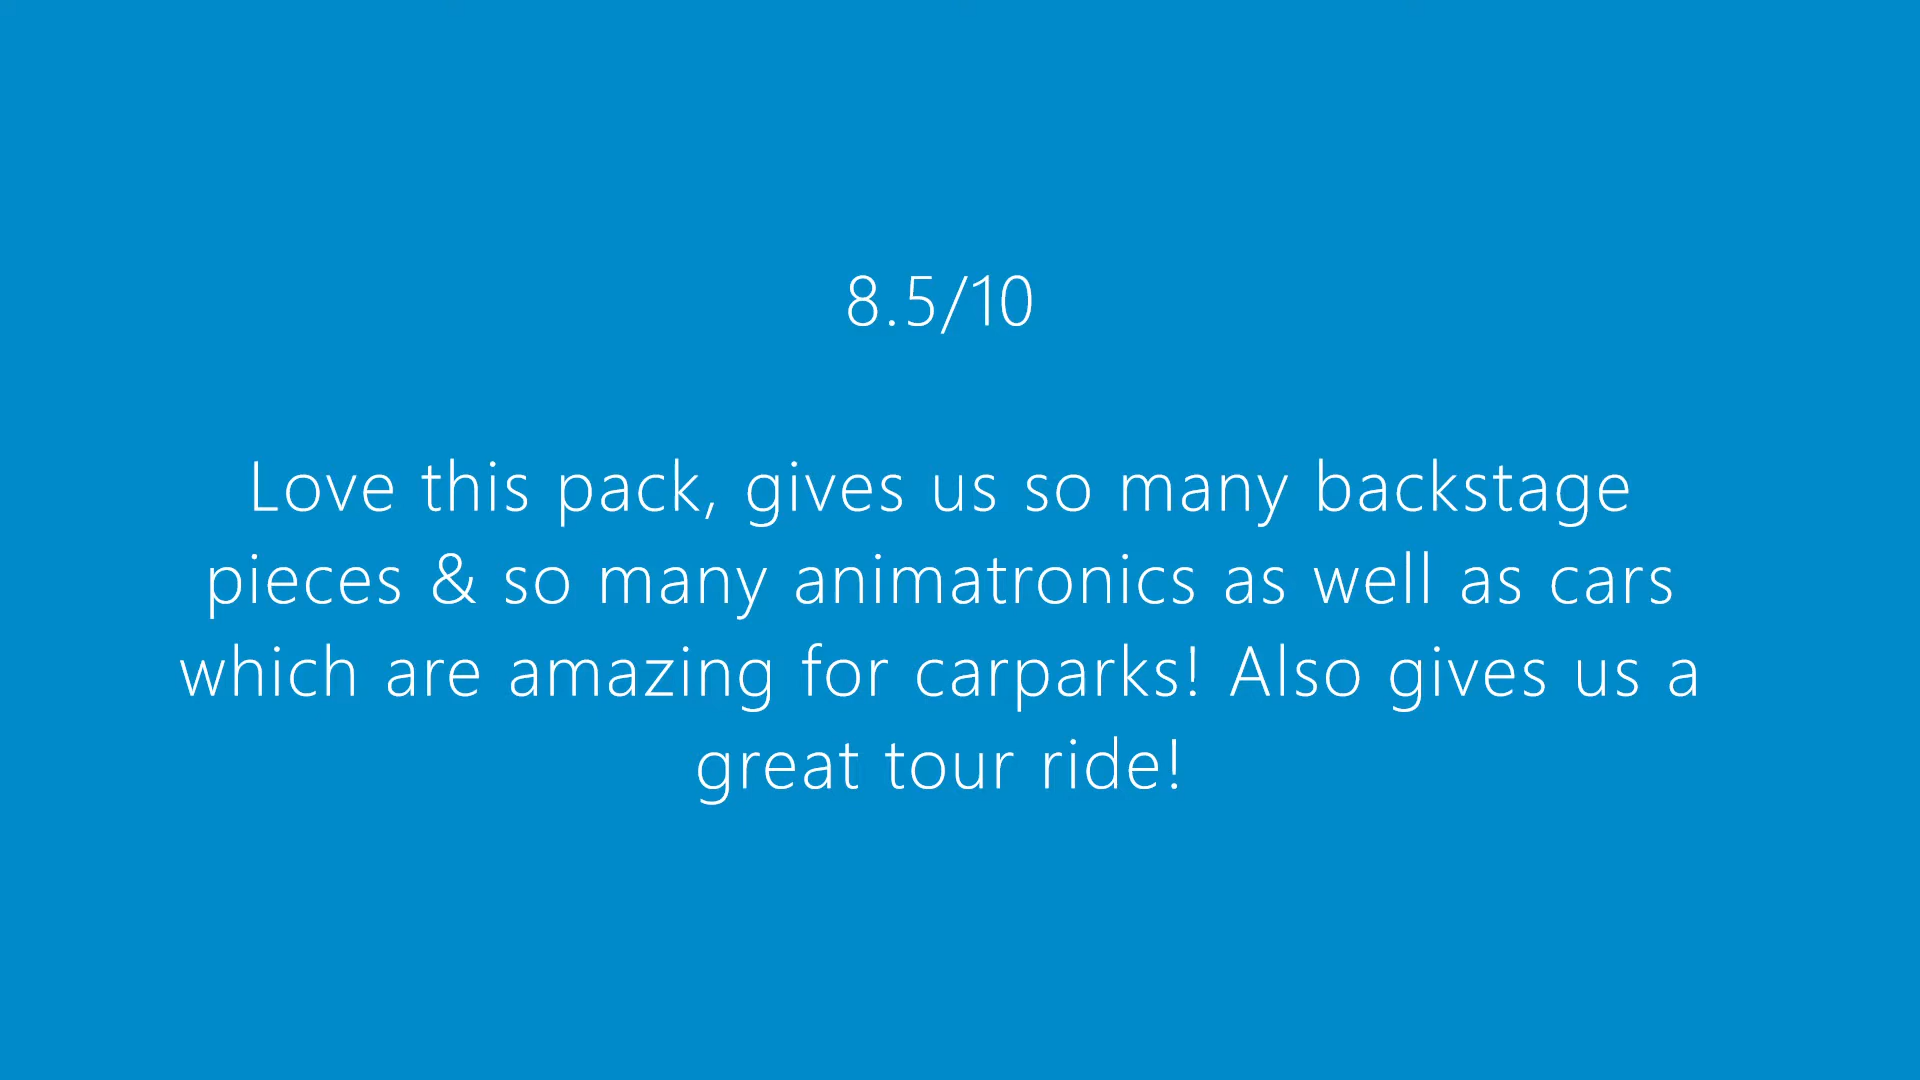 8.5/10
Love this pack, gives us so many backstage
pieces & so many animatronics as well as cars
which are amazing for carparks! Also gives us a
great tour ride!